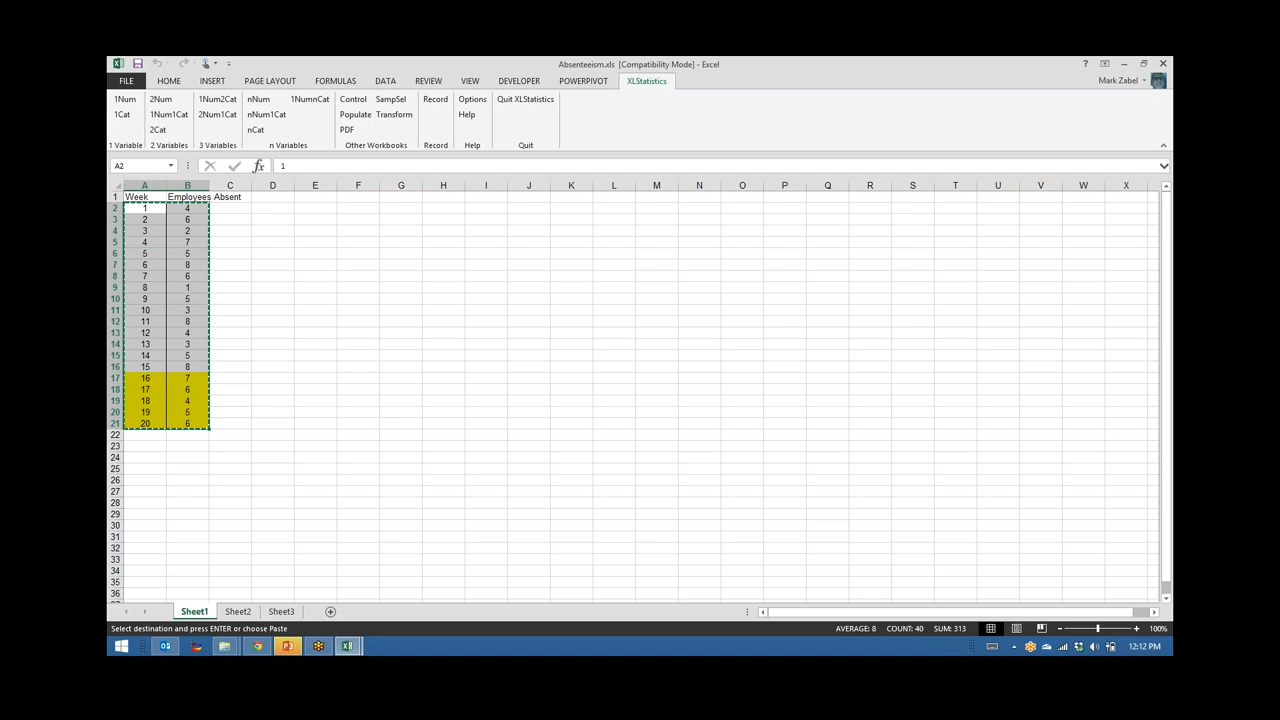 Absenteeism.xls [Compatibility Mode] - Excel
FILE HOME INSERT PAGE LAYOUT FORMULAS DATA REVIEW VIEW DEVELOPER POWERPIVOT XLStatistics Mark Zabel
1Num 2Num 1Num2Cat nNum 1NumnCat Control SampSel Record Options Quit XLStatistics
1Cat 1Num1Cat 2Num1Cat nNum1Cat Populate Transform Help
2Cat nCat PDF
1 Variable 2 Variables 3 Variables n Variables Other Workbooks Record Help Quit
A2 fx 1
A B C D E F G H I J K L M N O P Q R S T U V W X
1 Week Employees Absent
2 1 4
3 2 6
4 3 2
5 4 7
6 5 5
7 6 8
8 7 6
9 8 1
10 9 5
11 10 3
12 11 8
13 12 4
14 13 3
15 14 5
16 15 8
17 16 7
18 17 6
19 18 4
20 19 5
21 20 6
22
23
24
25
26
27
28
29
30
31
32
33
34
35
36
Sheet1 Sheet2 Sheet3
Select destination and press ENTER or choose Paste AVERAGE: 8 COUNT: 40 SUM: 313 100%
12:12 PM